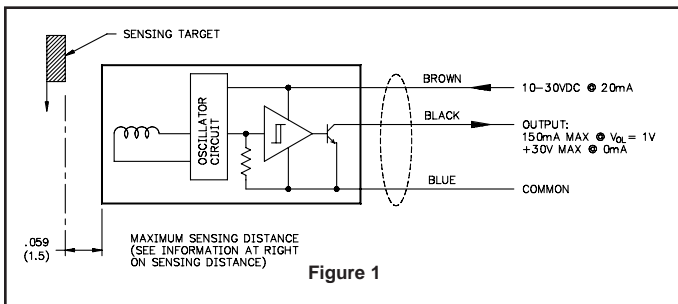 SENSING TARGET
BROWN
10-30VDC @ 20mA
BLACK
OUTPUT:
150mA MAX @ VOL = 1V
+30V MAX @ 0mA
OSCILLATOR
CIRCUIT
BLUE
COMMON
.059
(1.5)
MAXIMUM SENSING DISTANCE
(SEE INFORMATION AT RIGHT
ON SENSING DISTANCE)
Figure 1